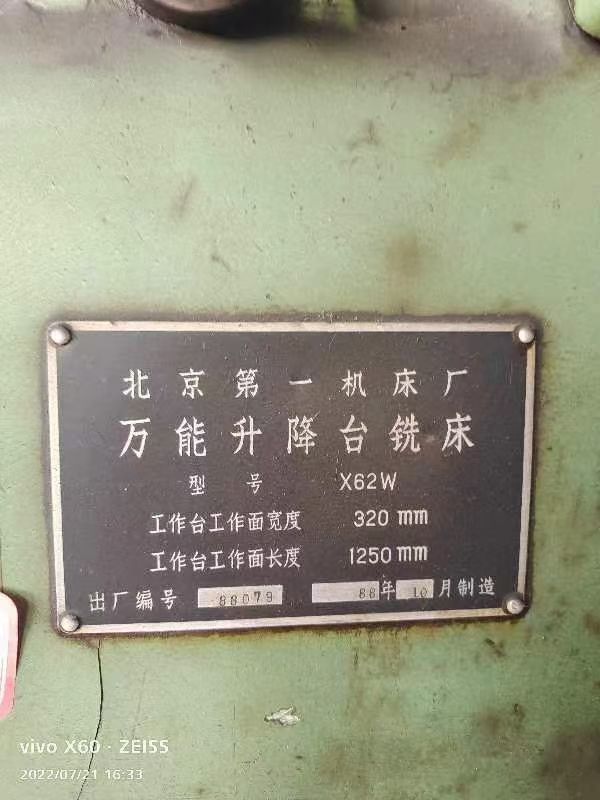 北京第一机床厂
万能升降台铣床
型号 X62W
工作台工作面宽度 320 mm
工作台工作面长度 1250 mm
出厂编号 88079 88年10月制造
vivo X60 · ZEISS
2022/07/21 16:33